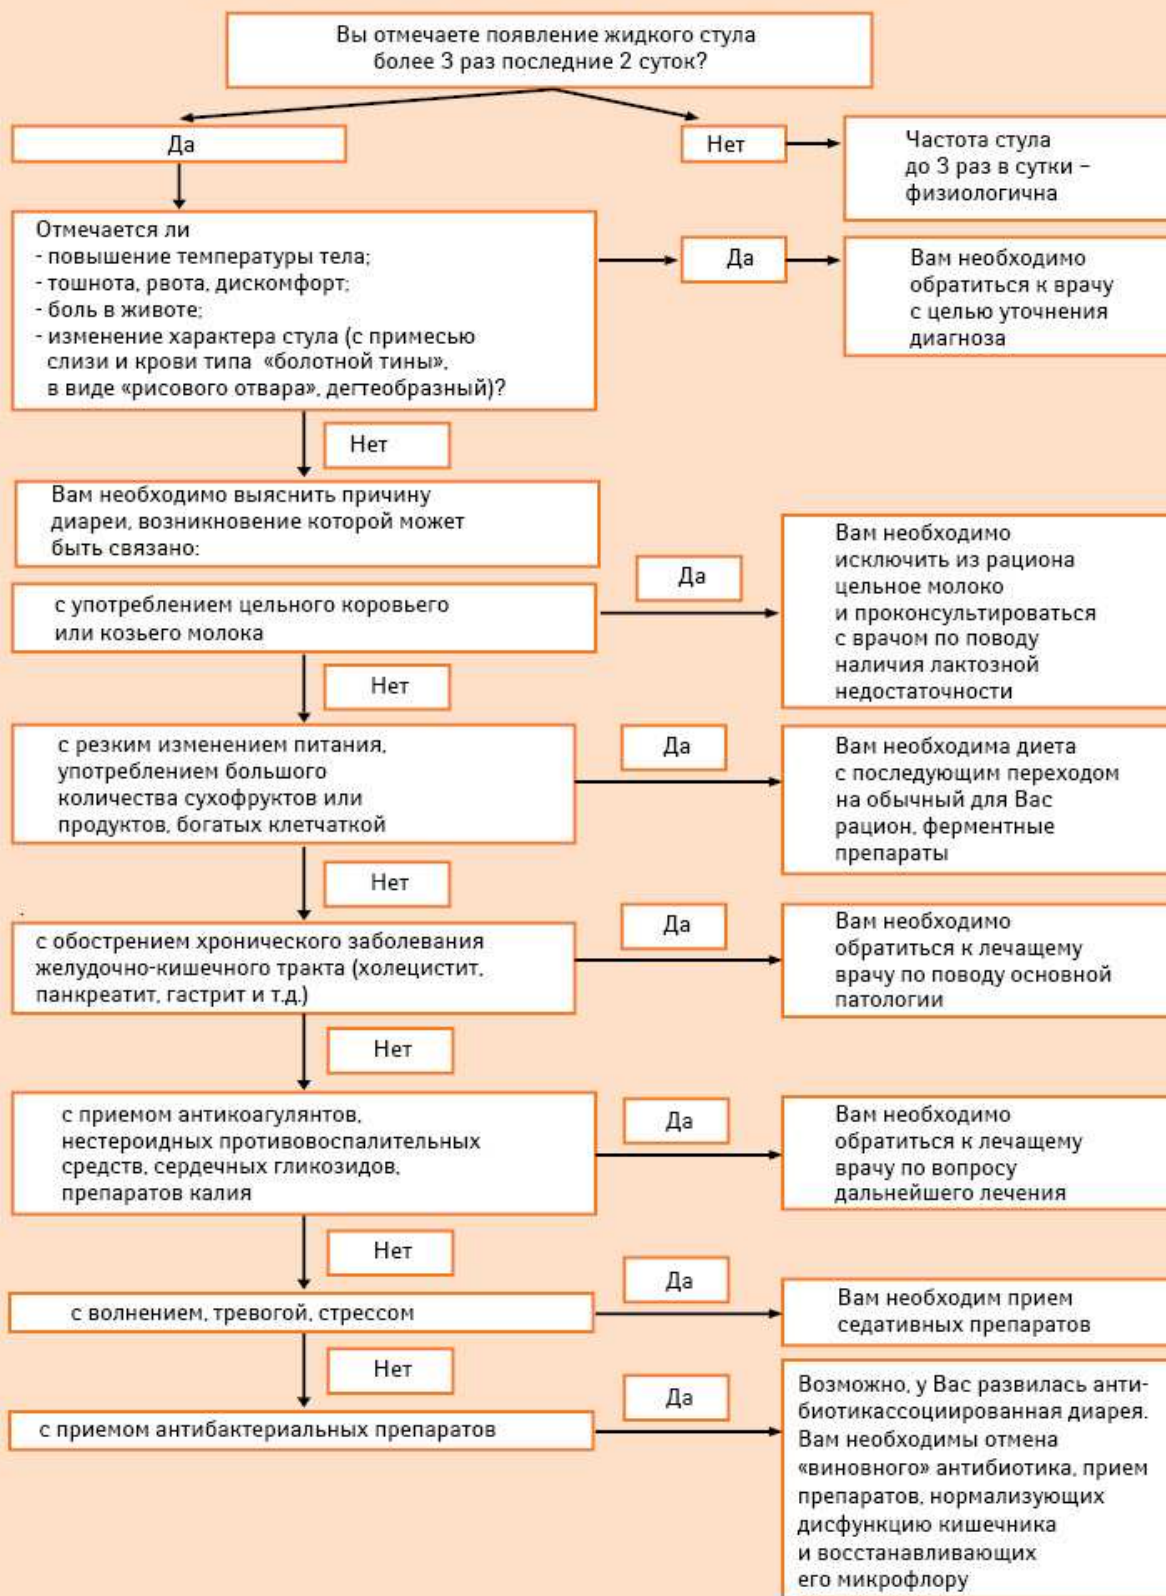 Вы отмечаете появление жидкого стула
более 3 раз последние 2 суток?
Да
Нет
Частота стула
до 3 раз в сутки –
физиологична
Отмечается ли
- повышение температуры тела;
- тошнота, рвота, дискомфорт;
- боль в животе;
- изменение характера стула (с примесью
слизи и крови типа «болотной тины»,
в виде «рисового отвара», дегтеобразный)?
Да
Вам необходимо
обратиться к врачу
с целью уточнения
диагноза
Нет
Вам необходимо выяснить причину
диареи, возникновение которой может
быть связано:
с употреблением цельного коровьего
или козьего молока
Да
Вам необходимо
исключить из рациона
цельное молоко
и проконсультироваться
с врачом по поводу
наличия лактозной
недостаточности
Нет
с резким изменением питания,
употреблением большого
количества сухофруктов или
продуктов, богатых клетчаткой
Да
Вам необходима диета
с последующим переходом
на обычный для Вас
рацион, ферментные
препараты
Нет
с обострением хронического заболевания
желудочно-кишечного тракта (холецистит,
панкреатит, гастрит и т.д.)
Да
Вам необходимо
обратиться к лечащему
врачу по поводу основной
патологии
Нет
с приемом антикоагулянтов,
нестероидных противовоспалительных
средств, сердечных гликозидов,
препаратов калия
Да
Вам необходимо
обратиться к лечащему
врачу по вопросу
дальнейшего лечения
Нет
с волнением, тревогой, стрессом
Да
Вам необходим прием
седативных препаратов
Нет
с приемом антибактериальных препаратов
Да
Возможно, у Вас развилась анти-
биотикассоциированная диарея.
Вам необходимы отмена
«виновного» антибиотика, прием
препаратов, нормализующих
дисфункцию кишечника
и восстанавливающих
его микрофлору